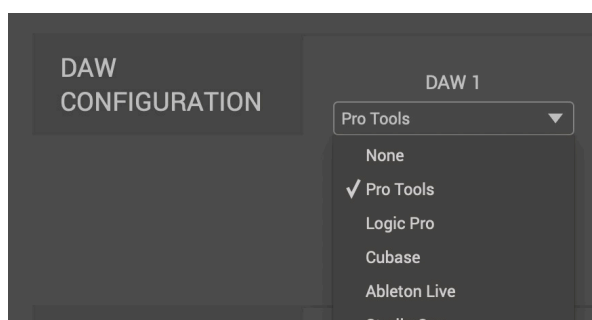 DAW
CONFIGURATION
DAW 1
Pro Tools
None
✓ Pro Tools
Logic Pro
Cubase
Ableton Live